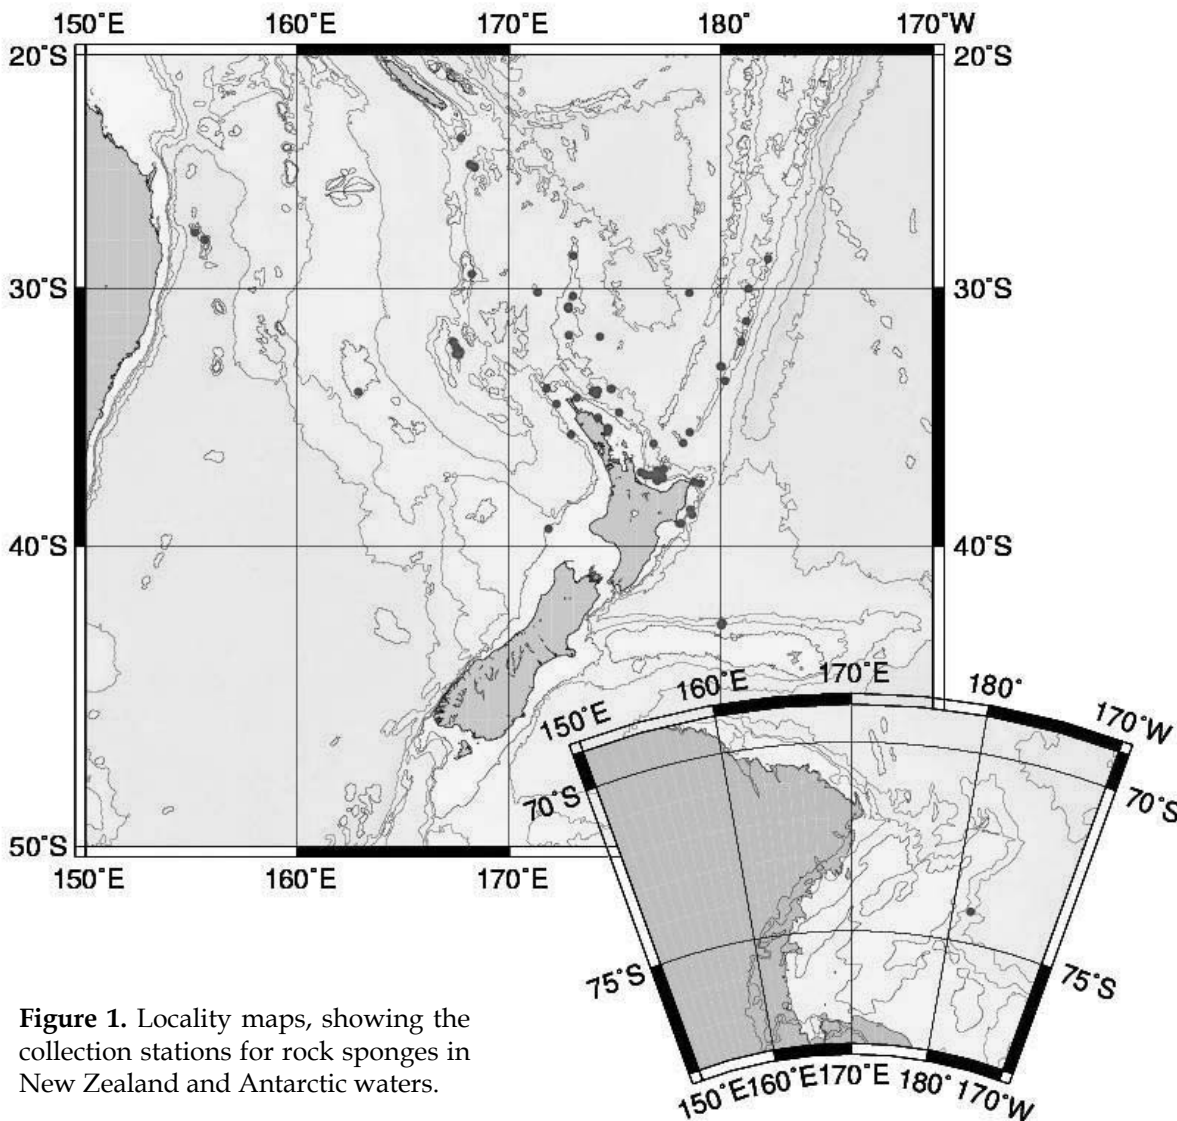 150˚E 160˚E 170˚E 180˚ 170˚W
20˚S 20˚S
30˚S 30˚S
40˚S 40˚S
50˚S
150˚E 160˚E 170˚E
150˚E 160˚E 170˚E 180˚ 170˚W
70˚S 70˚S
75˚S 75˚S
150˚E 160˚E 170˚E 180˚ 170˚W
Figure 1. Locality maps, showing the
collection stations for rock sponges in
New Zealand and Antarctic waters.